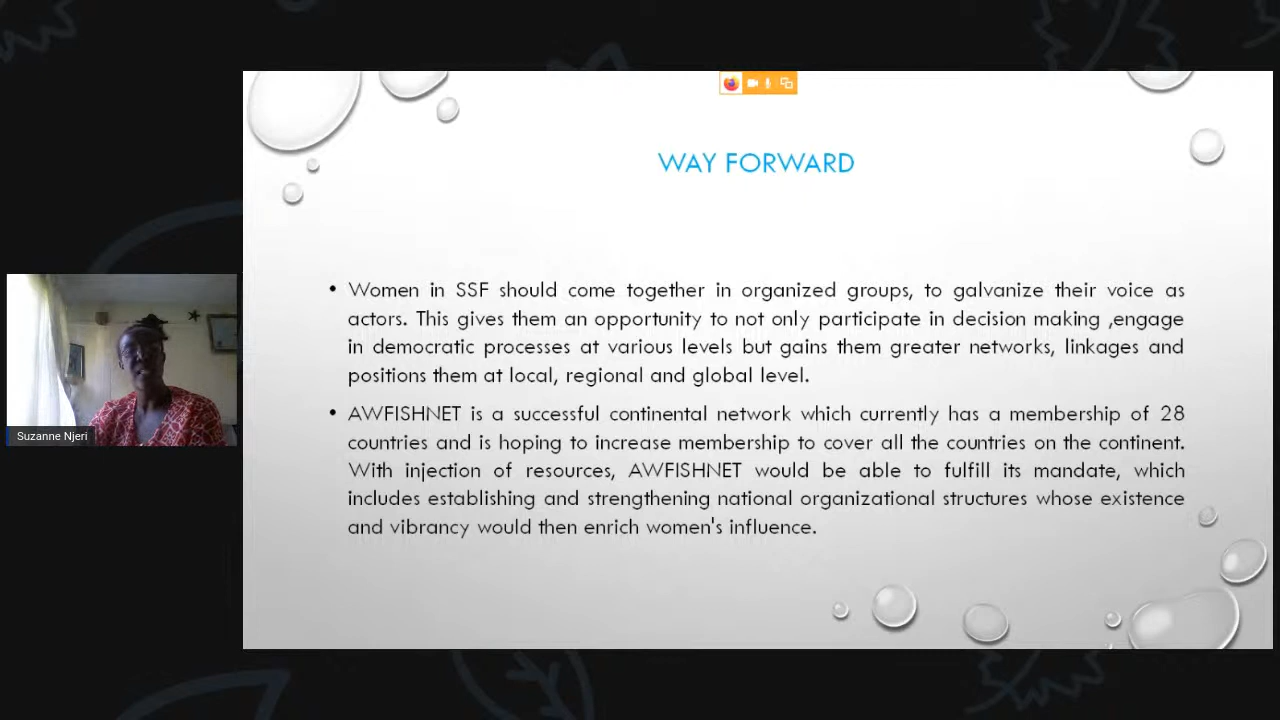 WAY FORWARD
• Women in SSF should come together in organized groups, to galvanize their voice as
actors. This gives them an opportunity to not only participate in decision making ,engage
in democratic processes at various levels but gains them greater networks, linkages and
positions them at local, regional and global level.
• AWFISHNET is a successful continental network which currently has a membership of 28
countries and is hoping to increase membership to cover all the countries on the continent.
With injection of resources, AWFISHNET would be able to fulfill its mandate, which
includes establishing and strengthening national organizational structures whose existence
and vibrancy would then enrich women's influence.
Suzanne Njeri